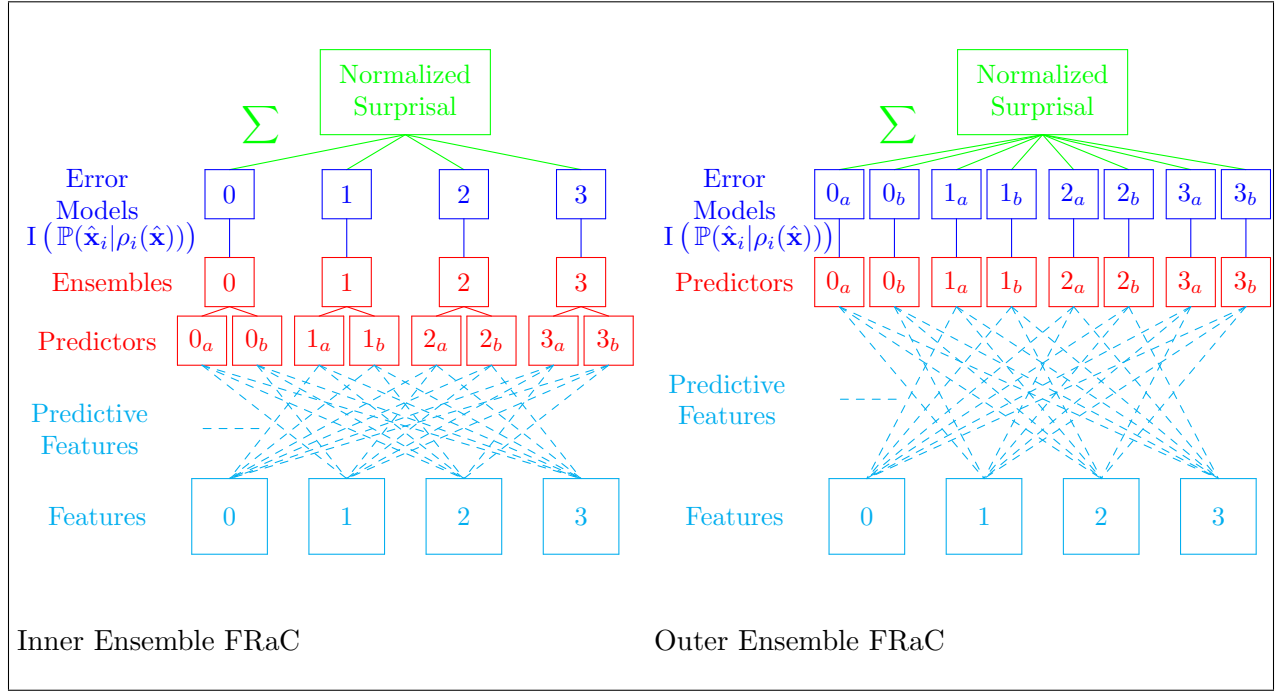 Normalized
Surprisal
∑
Error
Models
I(ℙ(x̂ᵢ|ρᵢ(x̂)))
0 1 2 3
Ensembles 0 1 2 3
Predictors 0ₐ 0_b 1ₐ 1_b 2ₐ 2_b 3ₐ 3_b
Predictive
Features
Features 0 1 2 3
Inner Ensemble FRaC
Normalized
Surprisal
∑
Error
Models
I(ℙ(x̂ᵢ|ρᵢ(x̂)))
0ₐ 0_b 1ₐ 1_b 2ₐ 2_b 3ₐ 3_b
Predictors 0ₐ 0_b 1ₐ 1_b 2ₐ 2_b 3ₐ 3_b
Predictive
Features
Features 0 1 2 3
Outer Ensemble FRaC